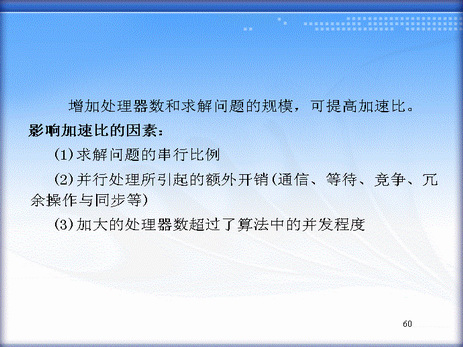 增加处理器数和求解问题的规模，可提高加速比。
影响加速比的因素：
(1)求解问题的串行比例
(2)并行处理所引起的额外开销(通信、等待、竞争、冗
余操作与同步等)
(3)加大的处理器数超过了算法中的并发程度
60